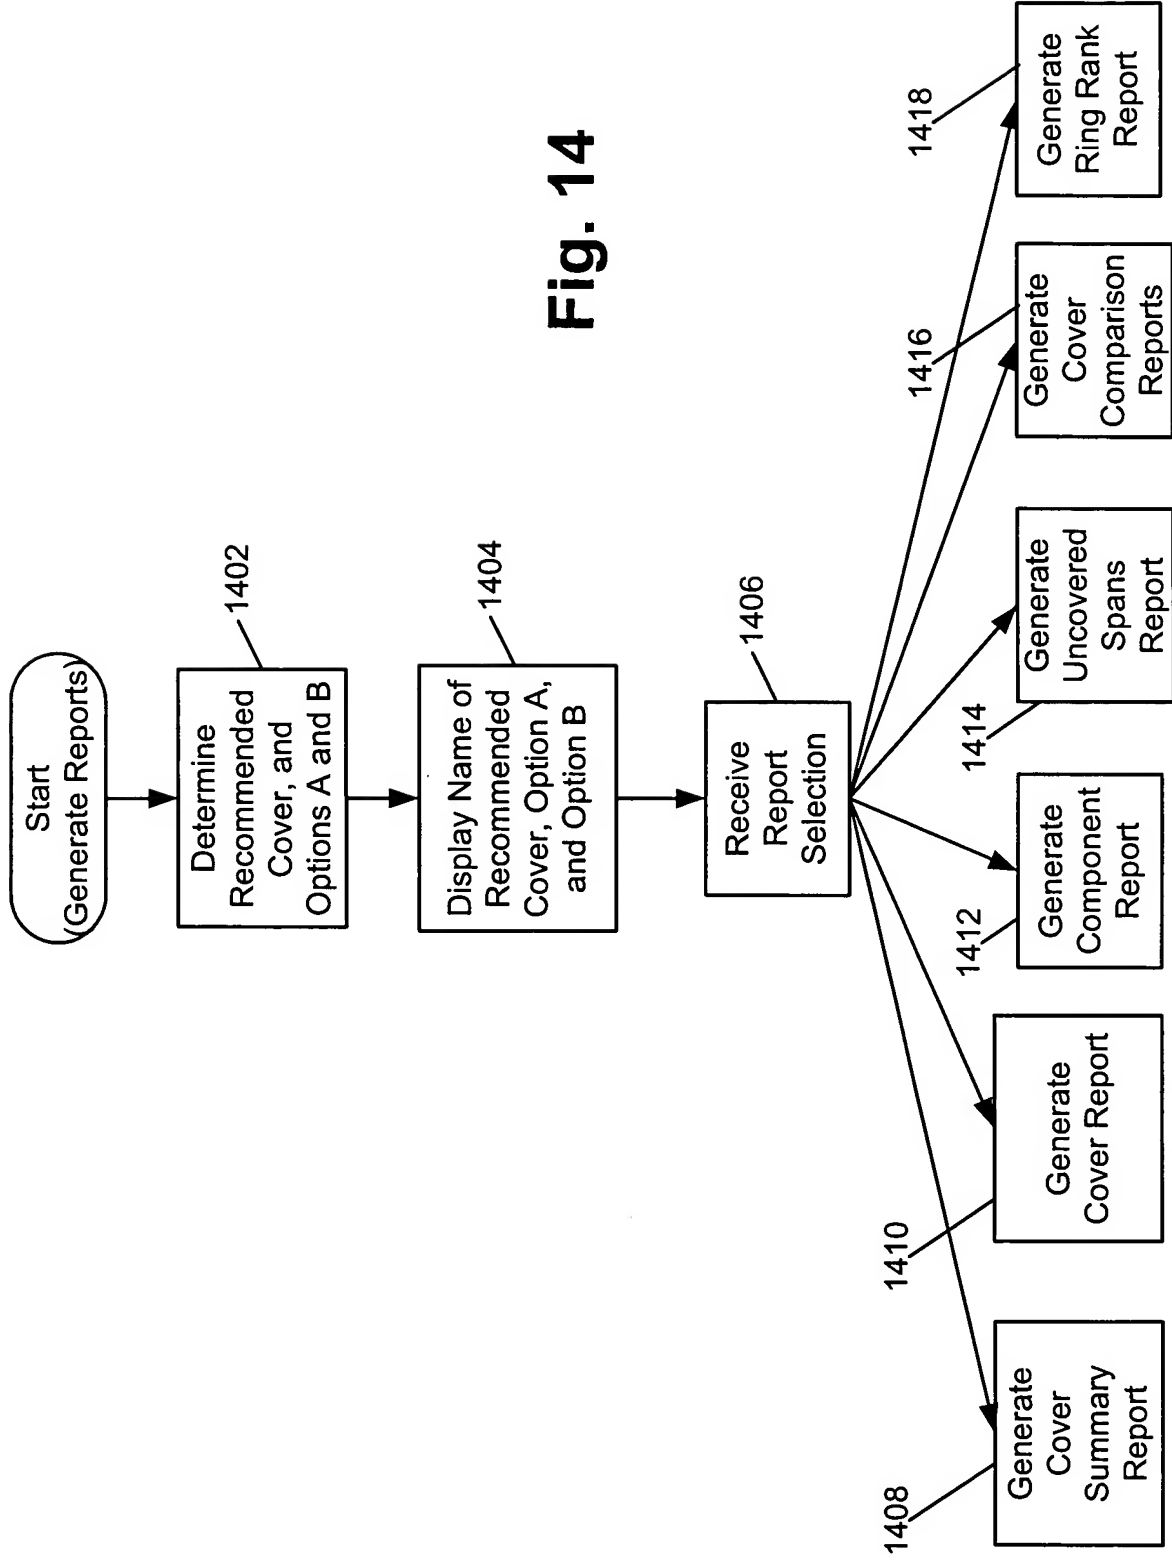 Start
(Generate Reports)
1402
Determine
Recommended
Cover, and
Options A and B
1404
Display Name of
Recommended
Cover, Option A,
and Option B
1406
Receive
Report
Selection
Fig. 14
1408
Generate
Cover
Summary
Report
1410
Generate
Cover Report
1412
Generate
Component
Report
1414
Generate
Uncovered
Spans
Report
1416
Generate
Cover
Comparison
Reports
1418
Generate
Ring Rank
Report